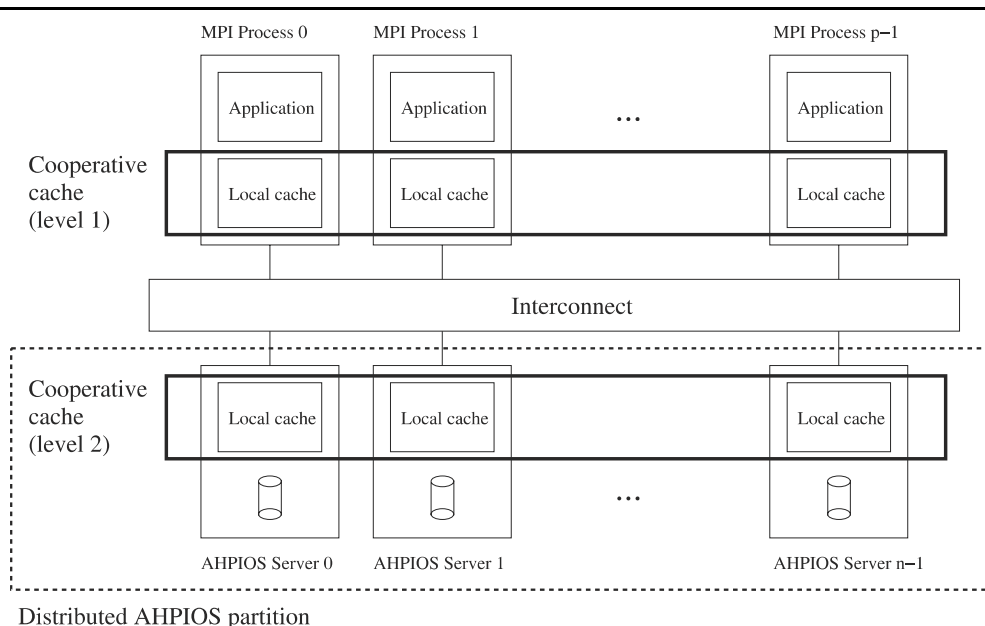 MPI Process 0 MPI Process 1 MPI Process p−1
Application Application ... Application
Cooperative
cache
(level 1)
Local cache Local cache Local cache
Interconnect
Cooperative
cache
(level 2)
Local cache Local cache Local cache
...
AHPIOS Server 0 AHPIOS Server 1 AHPIOS Server n−1
Distributed AHPIOS partition